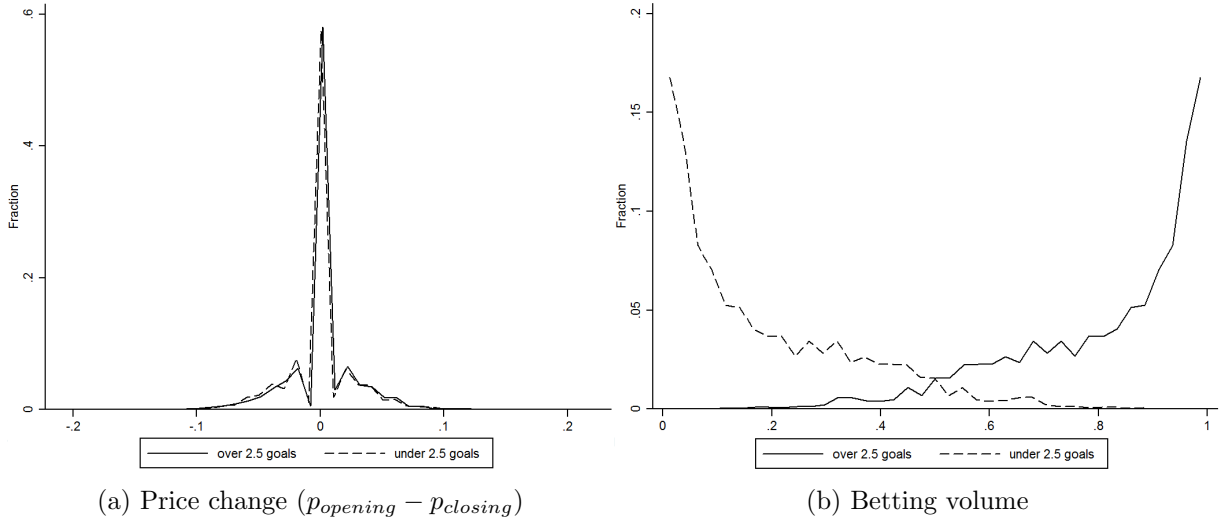 .6
.4
.2
0
Fraction
-.2 -.1 0 .1 .2
over 2.5 goals under 2.5 goals
(a) Price change (p_opening − p_closing)
.2
.15
.1
.05
0
Fraction
0 .2 .4 .6 .8 1
over 2.5 goals under 2.5 goals
(b) Betting volume